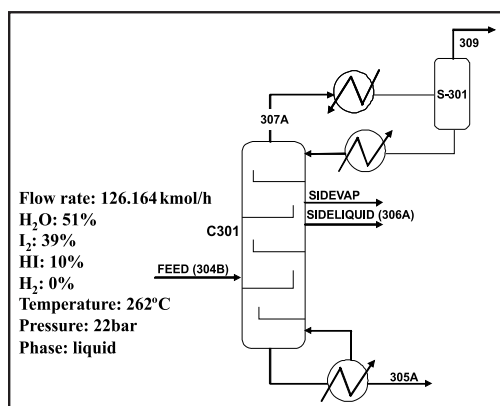 309
S-301
307A
Flow rate: 126.164 kmol/h
H₂O: 51%
I₂: 39%
HI: 10%
H₂: 0%
Temperature: 262ºC
Pressure: 22bar
Phase: liquid
SIDEVAP
SIDELIQUID (306A)
C301
FEED (304B)
305A